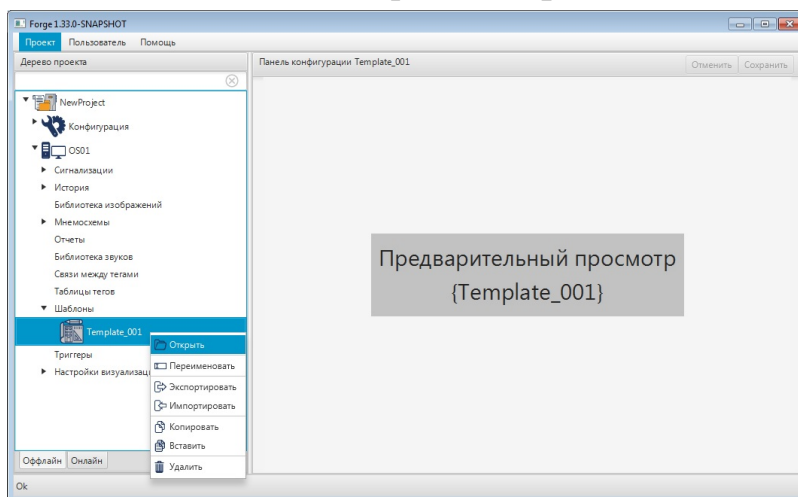 Forge 1.33.0-SNAPSHOT
Проект Пользователь Помощь
Дерево проекта
Панель конфигурации Template_001
Отменить Сохранить
NewProject
Конфигурация
OS01
Сигнализации
История
Библиотека изображений
Мнемосхемы
Отчеты
Библиотека звуков
Связи между тегами
Таблицы тегов
Шаблоны
Template_001
Триггеры
Настройки визуализац
Открыть
Переименовать
Экспортировать
Импортировать
Копировать
Вставить
Удалить
Предварительный просмотр
{Template_001}
Оффлайн Онлайн
Ok